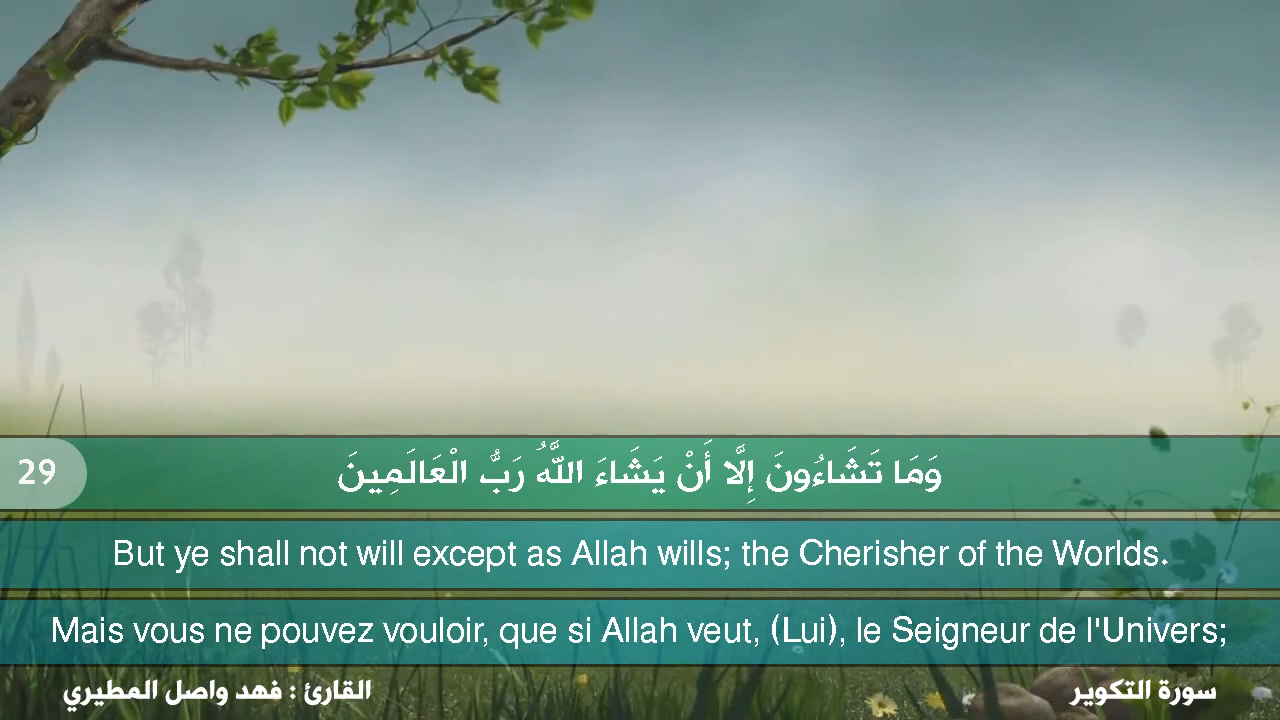 29
وَمَا تَشَاءُونَ إِلَّا أَنْ يَشَاءَ اللَّهُ رَبُّ الْعَالَمِينَ
But ye shall not will except as Allah wills; the Cherisher of the Worlds.
Mais vous ne pouvez vouloir, que si Allah veut, (Lui), le Seigneur de l'Univers;
سورة التكوير
القارئ : فهد واصل المطيري